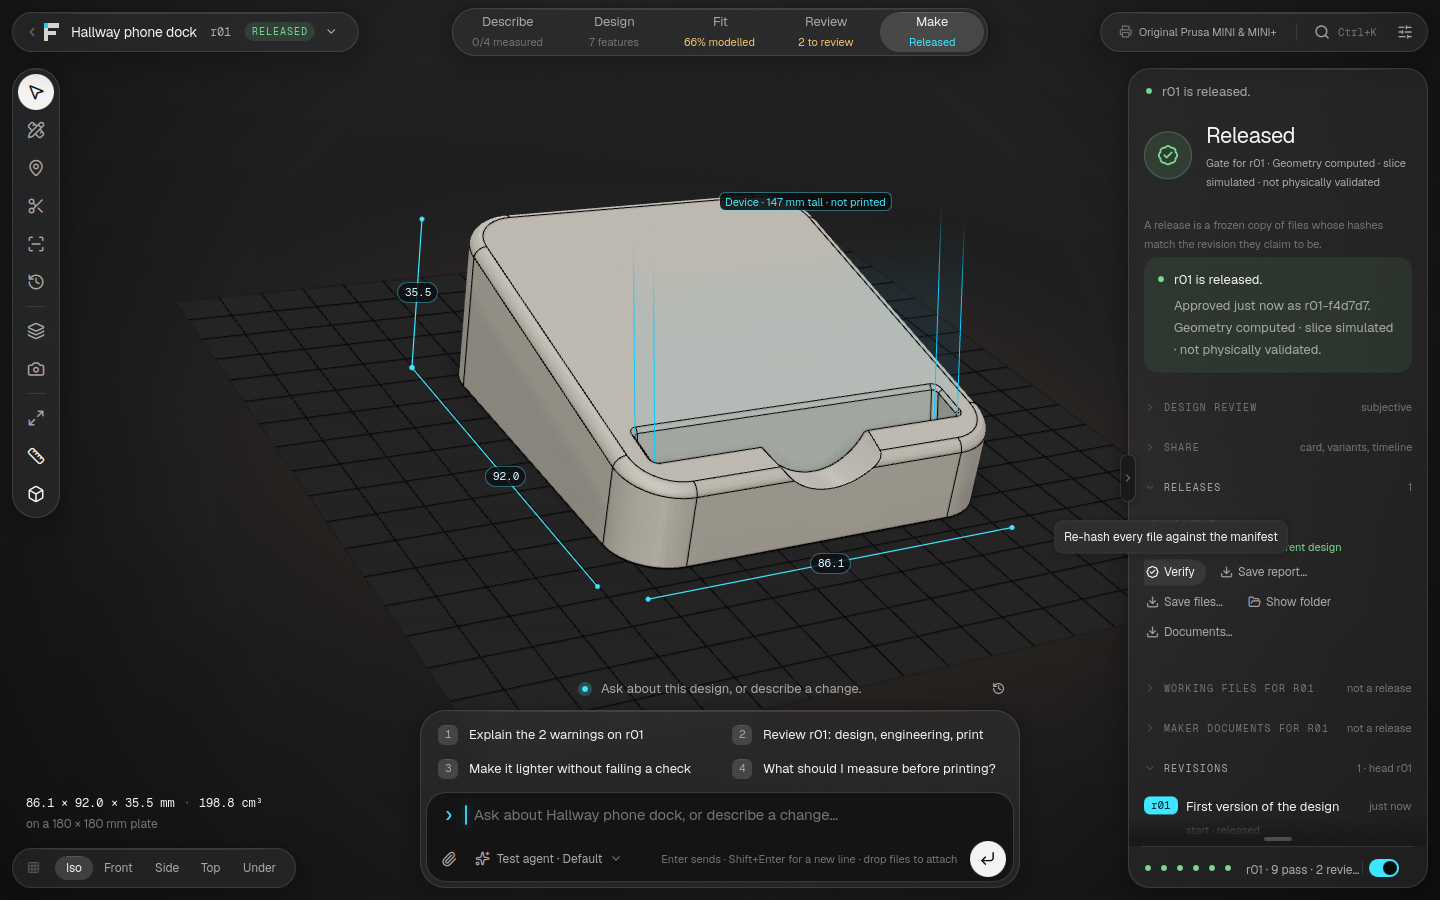 Hallway phone dock r01 RELEASED
Describe
0/4 measured
Design
7 features
Fit
66% modelled
Review
2 to review
Make
Released
Original Prusa MINI & MINI+
Ctrl+K
r01 is released.
Released
Gate for r01 · Geometry computed · slice
simulated · not physically validated
A release is a frozen copy of files whose hashes
match the revision they claim to be.
r01 is released.
Approved just now as r01-f4d7d7.
Geometry computed · slice simulated
· not physically validated.
DESIGN REVIEW subjective
SHARE card, variants, timeline
RELEASES 1
Re-hash every file against the manifest
rent design
Verify
Save report…
Save files…
Show folder
Documents…
WORKING FILES FOR R01 not a release
MAKER DOCUMENTS FOR R01 not a release
REVISIONS 1 · head r01
r01 First version of the design just now
start · released
r01 · 9 pass · 2 revie…
Device · 147 mm tall · not printed
35.5
92.0
86.1
Ask about this design, or describe a change.
1 Explain the 2 warnings on r01
2 Review r01: design, engineering, print
3 Make it lighter without failing a check
4 What should I measure before printing?
Ask about Hallway phone dock, or describe a change…
Test agent · Default
Enter sends · Shift+Enter for a new line · drop files to attach
86.1 × 92.0 × 35.5 mm · 198.8 cm³
on a 180 × 180 mm plate
Iso Front Side Top Under